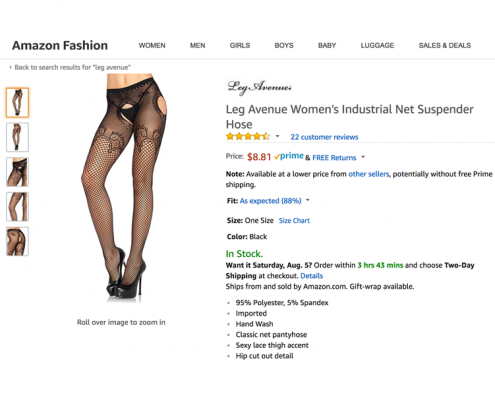 Amazon Fashion WOMEN MEN GIRLS BOYS BABY LUGGAGE SALES & DEALS
‹ Back to search results for "leg avenue"
Leg Avenue
Leg Avenue Women's Industrial Net Suspender
Hose
22 customer reviews
Price: $8.81 prime & FREE Returns
Note: Available at a lower price from other sellers, potentially without free Prime
shipping.
Fit: As expected (88%)
Size: One Size Size Chart
Color: Black
In Stock.
Want it Saturday, Aug. 5? Order within 3 hrs 43 mins and choose Two-Day
Shipping at checkout. Details
Ships from and sold by Amazon.com. Gift-wrap available.
95% Polyester, 5% Spandex
Imported
Hand Wash
Classic net pantyhose
Sexy lace thigh accent
Hip cut out detail
Roll over image to zoom in